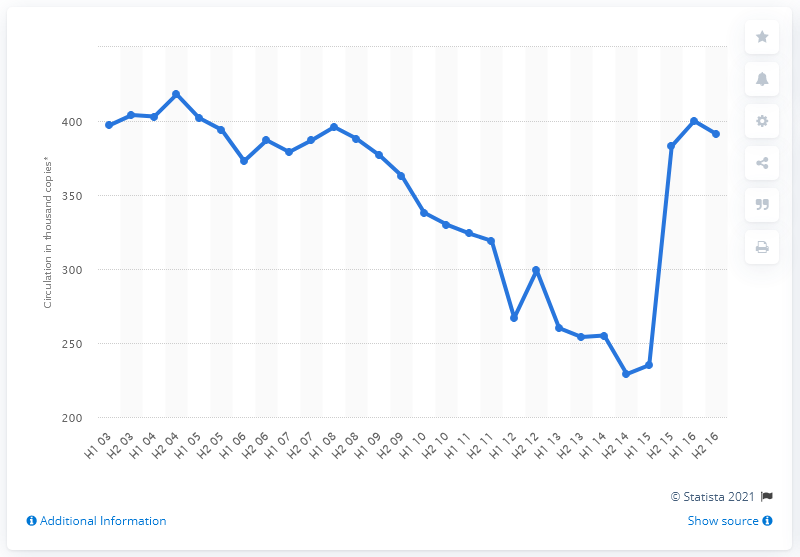 400
350
300
250
200
Circulation in thousand copies*
H1 03
H2 03
H1 04
H2 04
H1 05
H2 05
H1 06
H2 06
H1 07
H2 07
H1 08
H2 08
H1 09
H2 09
H1 10
H2 10
H1 11
H2 11
H1 12
H2 12
H1 13
H2 13
H1 14
H2 14
H1 15
H2 15
H1 16
H2 16
© Statista 2021
Additional Information
Show source